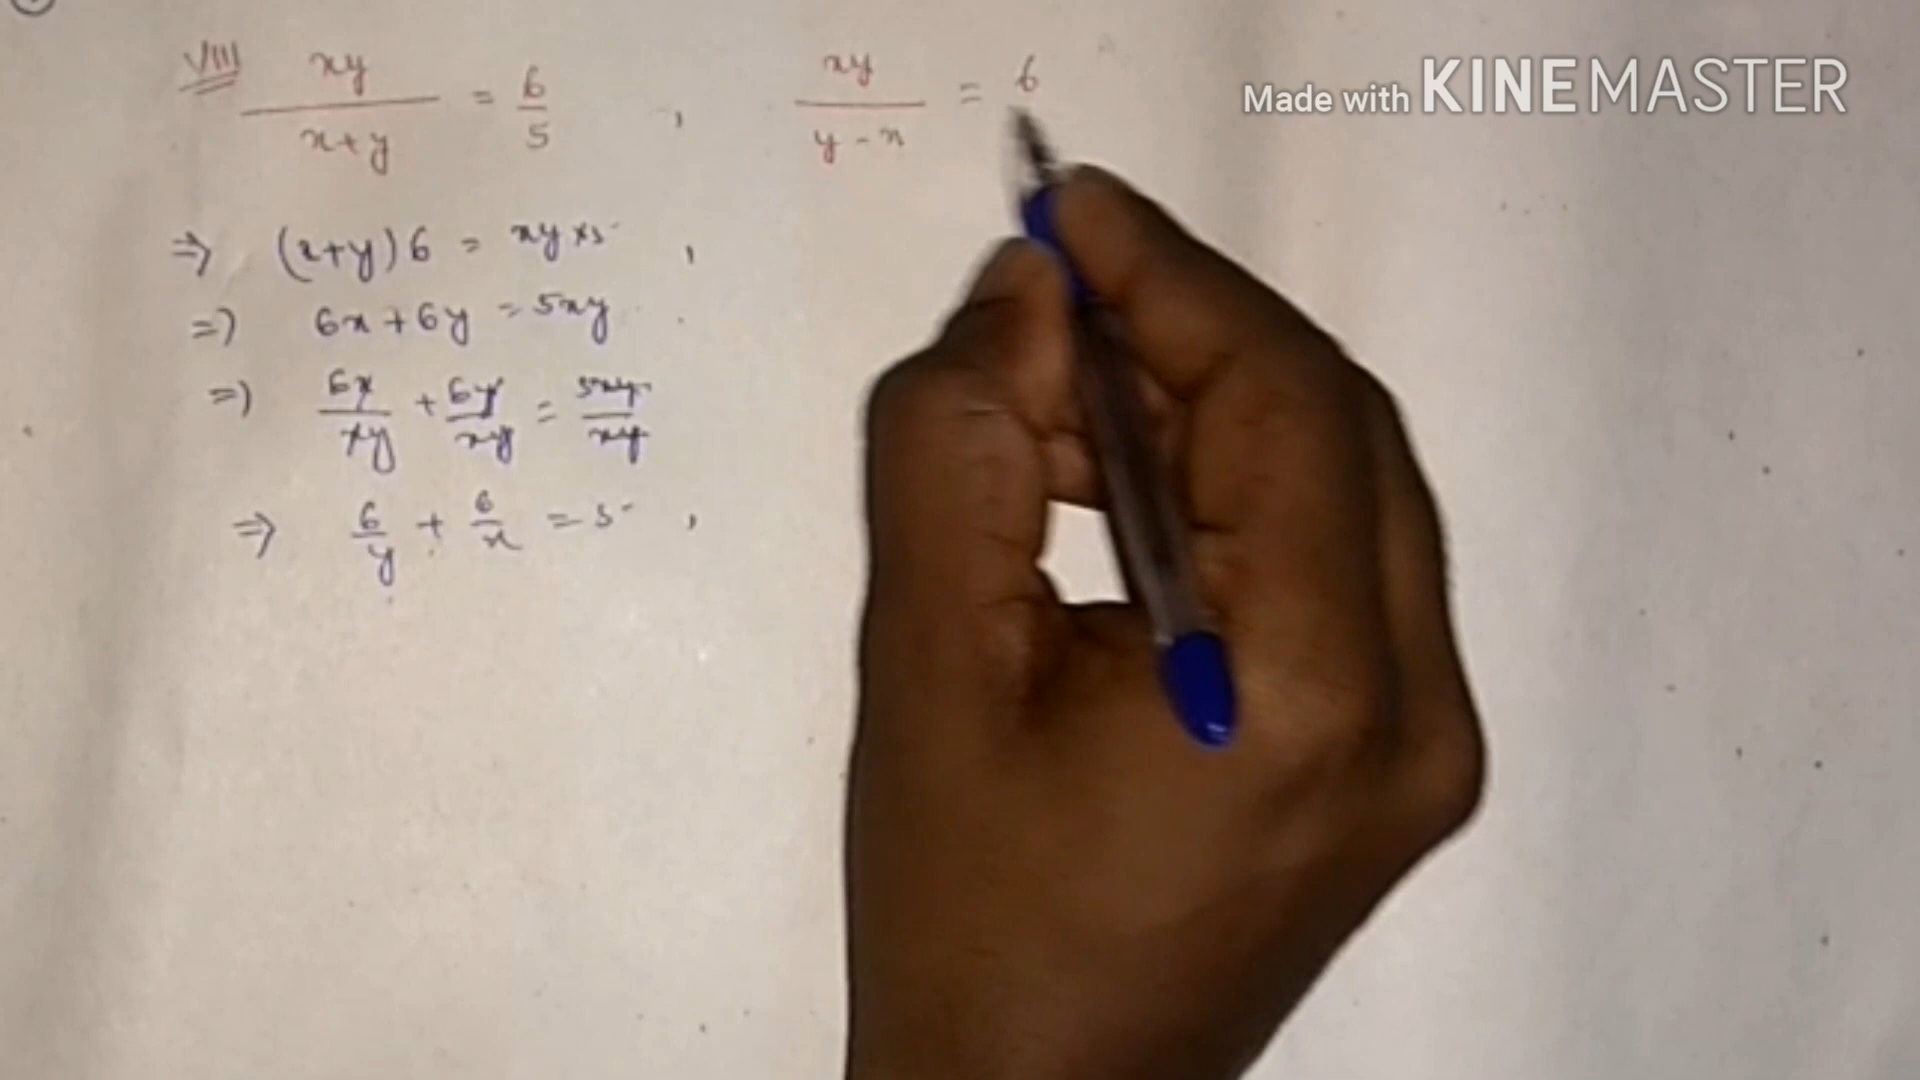 VIII xy/x+y = 6/5 , xy/y-x = 6
Made with KINEMASTER
⇒ (x+y)6 = xy×5 ,
⇒ 6x+6y = 5xy
⇒ 6x/xy + 6y/xy = 5xy/xy
⇒ 6/y + 6/x = 5 ,